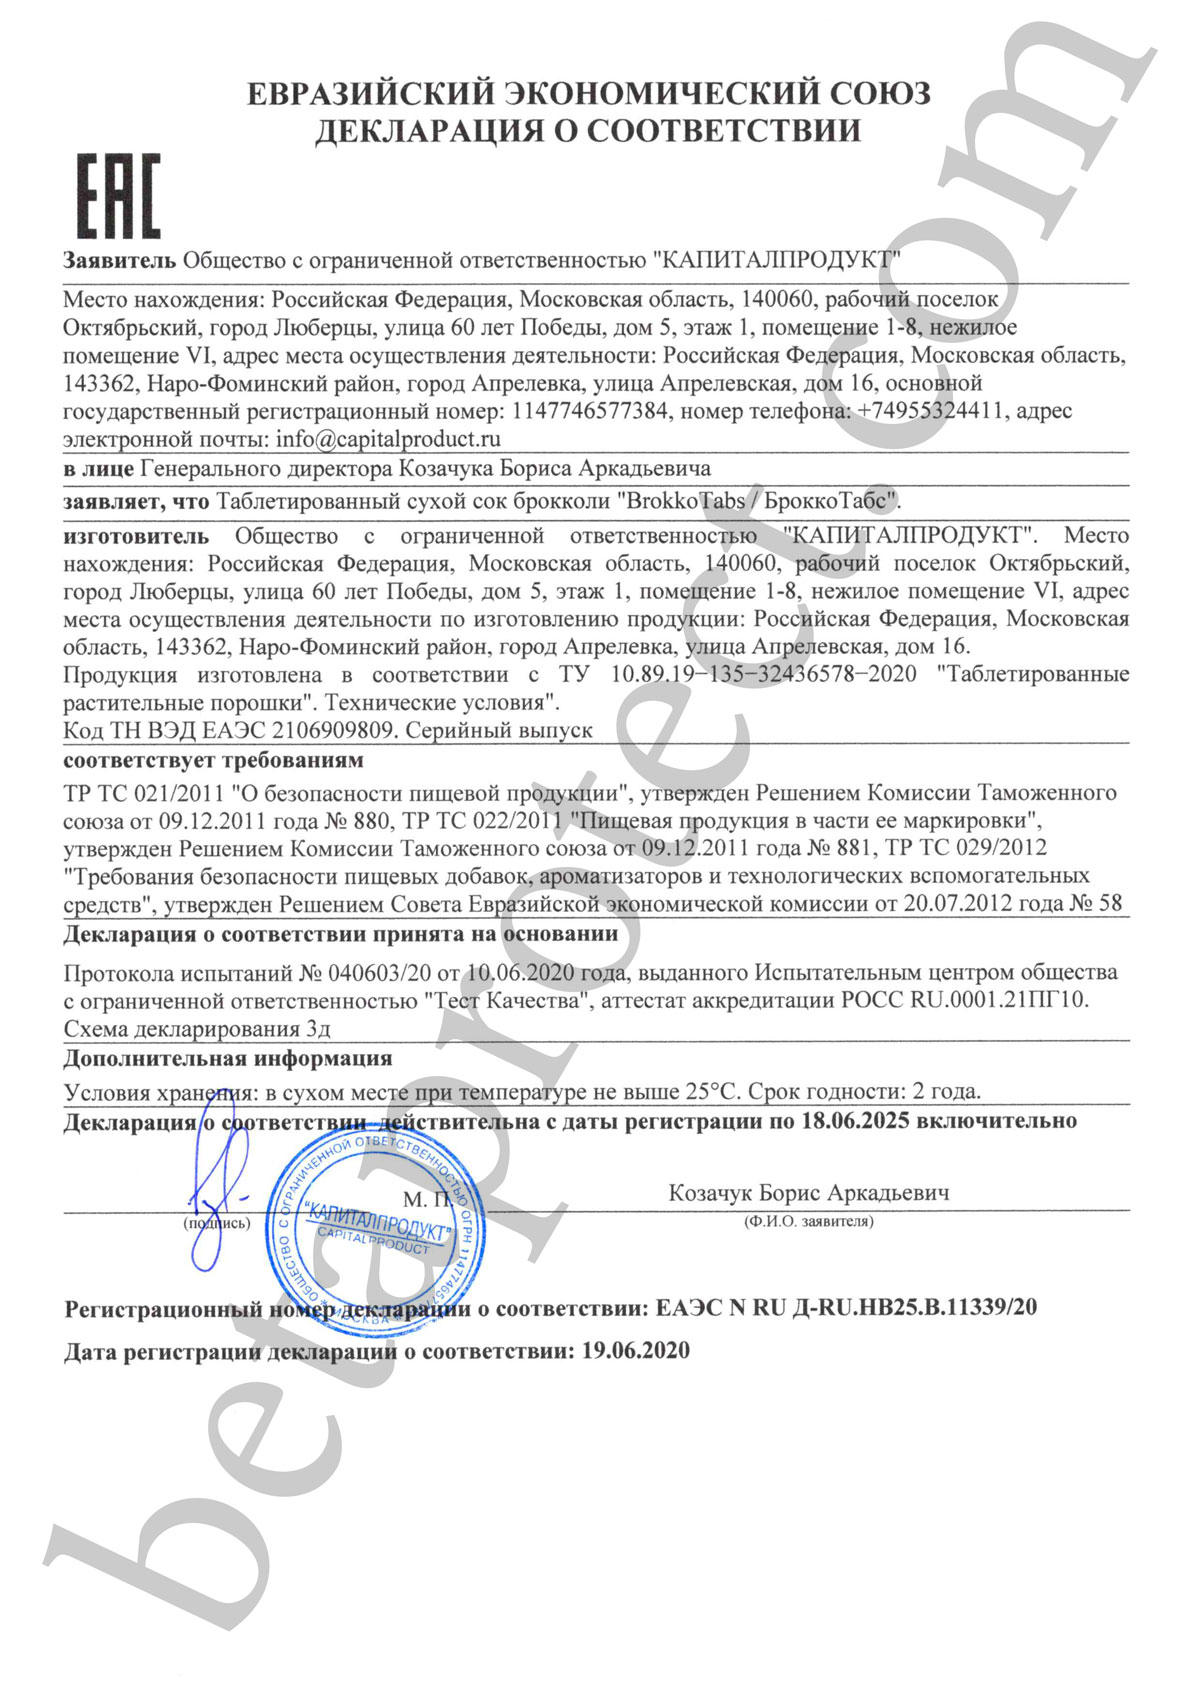 ЕВРАЗИЙСКИЙ ЭКОНОМИЧЕСКИЙ СОЮЗ
ДЕКЛАРАЦИЯ О СООТВЕТСТВИИ
ЕАС
Заявитель Общество с ограниченной ответственностью "КАПИТАЛПРОДУКТ"
Место нахождения: Российская Федерация, Московская область, 140060, рабочий поселок
Октябрьский, город Люберцы, улица 60 лет Победы, дом 5, этаж 1, помещение 1-8, нежилое
помещение VI, адрес места осуществления деятельности: Российская Федерация, Московская область,
143362, Наро-Фоминский район, город Апрелевка, улица Апрелевская, дом 16, основной
государственный регистрационный номер: 1147746577384, номер телефона: +74955324411, адрес
электронной почты: info@capitalproduct.ru
в лице Генерального директора Козачука Бориса Аркадьевича
заявляет, что Таблетированный сухой сок брокколи "BrokkoTabs / БроккоТабс".
изготовитель Общество с ограниченной ответственностью "КАПИТАЛПРОДУКТ". Место
нахождения: Российская Федерация, Московская область, 140060, рабочий поселок Октябрьский,
город Люберцы, улица 60 лет Победы, дом 5, этаж 1, помещение 1-8, нежилое помещение VI, адрес
места осуществления деятельности по изготовлению продукции: Российская Федерация, Московская
область, 143362, Наро-Фоминский район, город Апрелевка, улица Апрелевская, дом 16.
Продукция изготовлена в соответствии с ТУ 10.89.19−135−32436578−2020 "Таблетированные
растительные порошки". Технические условия".
Код ТН ВЭД ЕАЭС 2106909809. Серийный выпуск
соответствует требованиям
ТР ТС 021/2011 "О безопасности пищевой продукции", утвержден Решением Комиссии Таможенного
союза от 09.12.2011 года № 880, ТР ТС 022/2011 "Пищевая продукция в части ее маркировки",
утвержден Решением Комиссии Таможенного союза от 09.12.2011 года № 881, ТР ТС 029/2012
"Требования безопасности пищевых добавок, ароматизаторов и технологических вспомогательных
средств", утвержден Решением Совета Евразийской экономической комиссии от 20.07.2012 года № 58
Декларация о соответствии принята на основании
Протокола испытаний № 040603/20 от 10.06.2020 года, выданного Испытательным центром общества
с ограниченной ответственностью "Тест Качества", аттестат аккредитации РОСС RU.0001.21ПГ10.
Схема декларирования 3д
Дополнительная информация
Условия хранения: в сухом месте при температуре не выше 25°С. Срок годности: 2 года.
Декларация о соответствии действительна с даты регистрации по 18.06.2025 включительно
М. П.
Козачук Борис Аркадьевич
(подпись)
(Ф.И.О. заявителя)
ОБЩЕСТВО С ОГРАНИЧЕННОЙ ОТВЕТСТВЕННОСТЬЮ ОГРН
"КАПИТАЛПРОДУКТ"
CAPITALPRODUCT
МОСКВА
Регистрационный номер декларации о соответствии: ЕАЭС N RU Д-RU.НВ25.В.11339/20
Дата регистрации декларации о соответствии: 19.06.2020
betaprotect.com